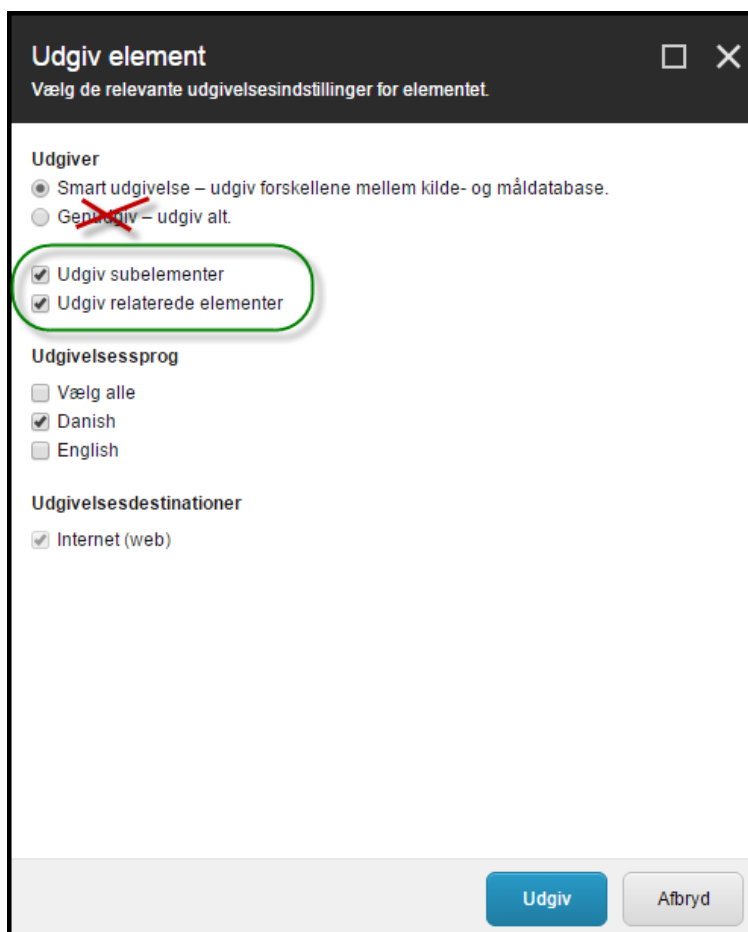 Udgiv element
Vælg de relevante udgivelsesindstillinger for elementet.
Udgiver
Smart udgivelse – udgiv forskellene mellem kilde- og måldatabase.
Genudgiv – udgiv alt.
Udgiv subelementer
Udgiv relaterede elementer
Udgivelsessprog
Vælg alle
Danish
English
Udgivelsesdestinationer
Internet (web)
Udgiv
Afbryd